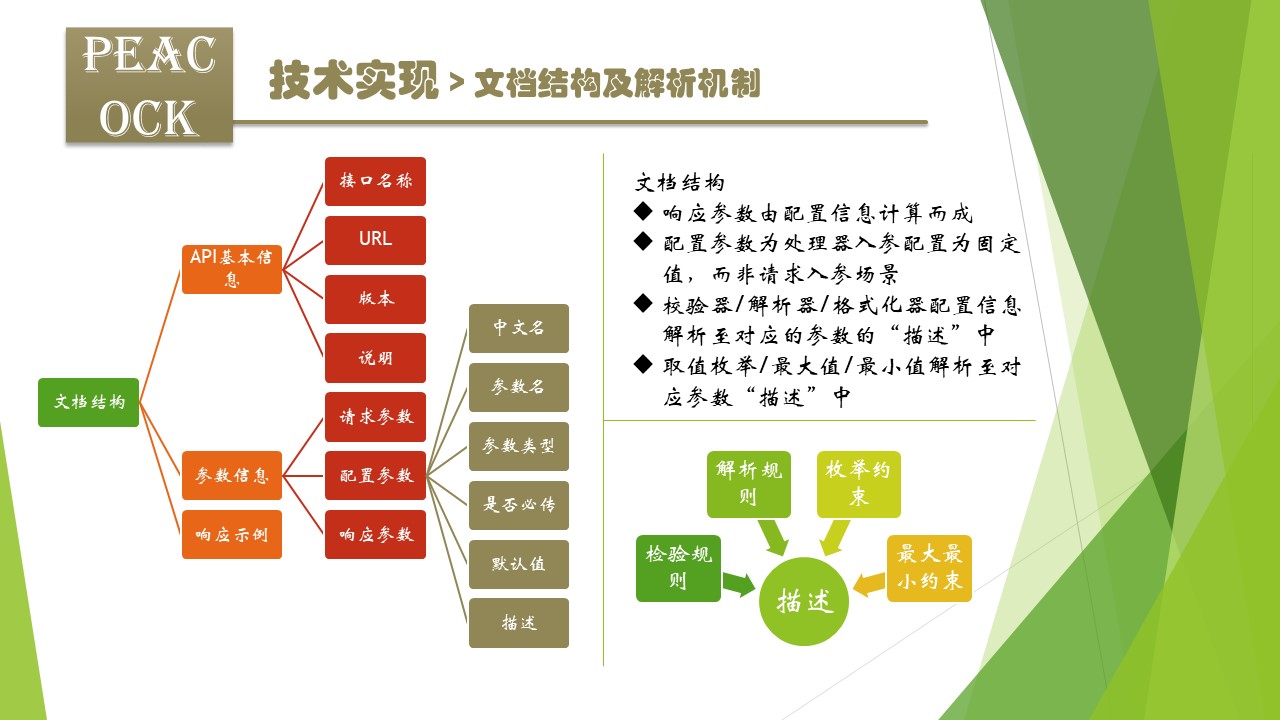 PEAC
OCK
技术实现 > 文档结构及解析机制
文档结构
API基本信
息
参数信息
响应示例
接口名称
URL
版本
说明
请求参数
配置参数
响应参数
中文名
参数名
参数类型
是否必传
默认值
描述
文档结构
◆ 响应参数由配置信息计算而成
◆ 配置参数为处理器入参配置为固定
值，而非请求入参场景
◆ 校验器/解析器/格式化器配置信息
解析至对应的参数的“描述”中
◆ 取值枚举/最大值/最小值解析至对
应参数“描述”中
检验规
则
解析规
则
枚举约
束
最大最
小约束
描述